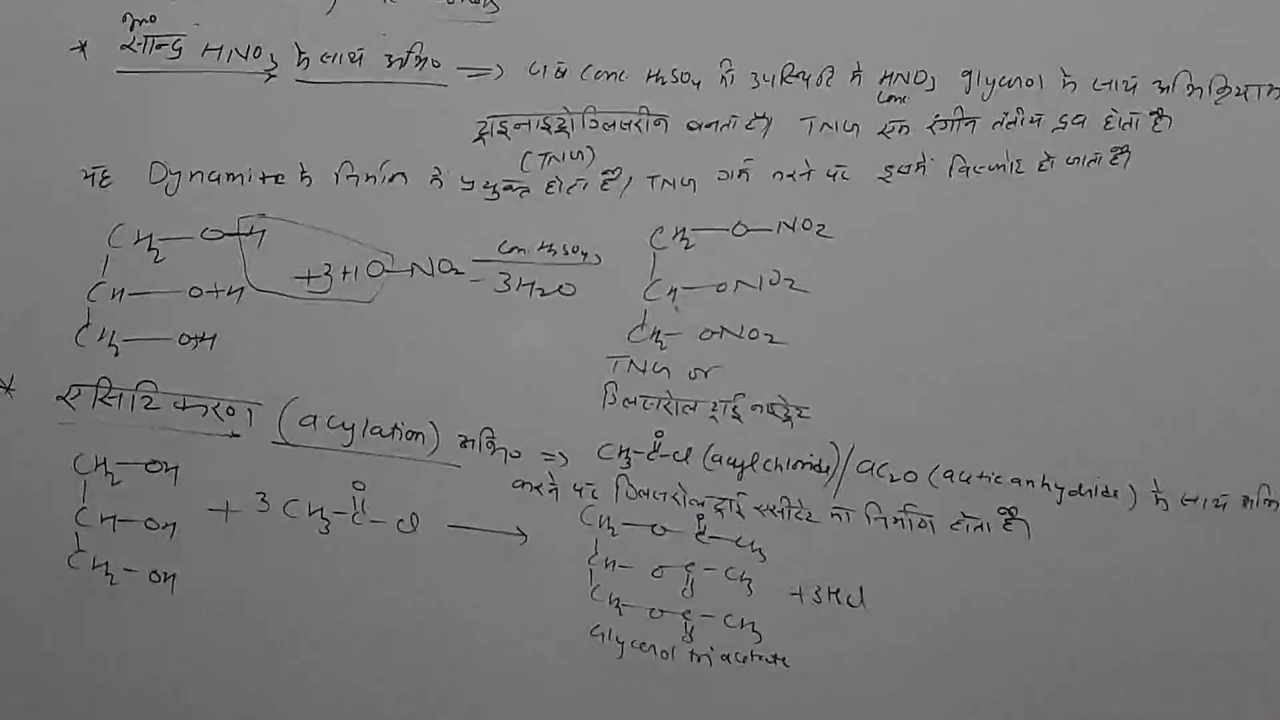 Imp
* सान्द्र HNO3 के साथ अभि० => जब Conc. H2SO4 की उपस्थिति में HNO3 glycerol के साथ अभिक्रिया
conc.
ट्राइनाइट्रो ग्लिसरीन बनता है। TNG एक रंगीन तैलीय द्रव होता है
(TNG)
यह Dynamite के निर्माण में प्रयुक्त होता है, TNG गर्म करने पर इसमें विस्फोट हो जाता है
CH2—O—H
CH—O—H + 3HO—NO2 conc. H2SO4 -3H2O
CH2—OH
CH2—O—NO2
CH—ONO2
CH2—ONO2
TNG or
ग्लिसरोल ट्राई नाइट्रेट
* एसिटिकरण (acylation) अभि० => CH3-C-Cl (acyl chloride) / AC2O (acetic anhydride) के साथ अभि
O
करने पर ग्लिसरोल ट्राई एसीटेट का निर्माण होता है
CH2—OH
CH—OH + 3 CH3-C-Cl →
O
CH2—OH
CH2—O—C—CH3
O
CH—O—C—CH3 + 3HCl
O
CH2—O—C—CH3
O
Glycerol triacetate